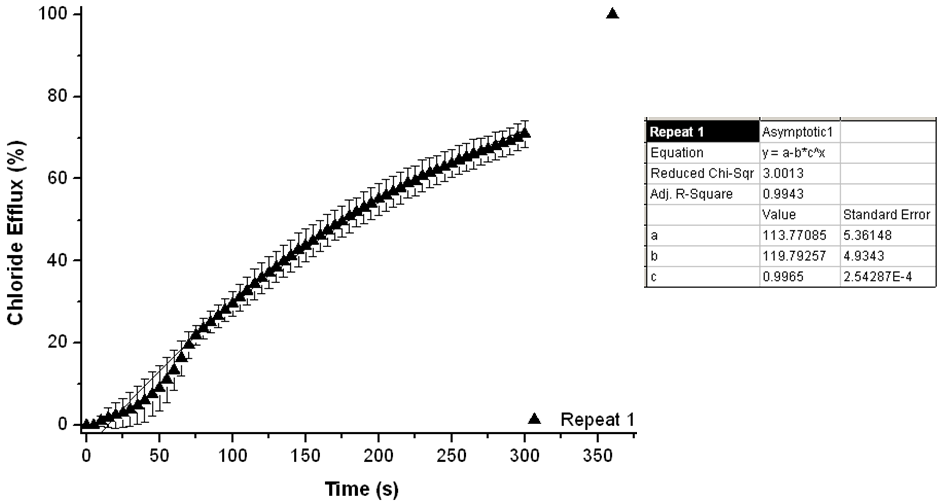 100
80
60
40
20
0
Chloride Efflux (%)
0 50 100 150 200 250 300 350
Time (s)
Repeat 1
Repeat 1 Asymptotic1
Equation y = a-b*c^x
Reduced Chi-Sqr 3.0013
Adj. R-Square 0.9943
Value Standard Error
a 113.77085 5.36148
b 119.79257 4.9343
c 0.9965 2.54287E-4